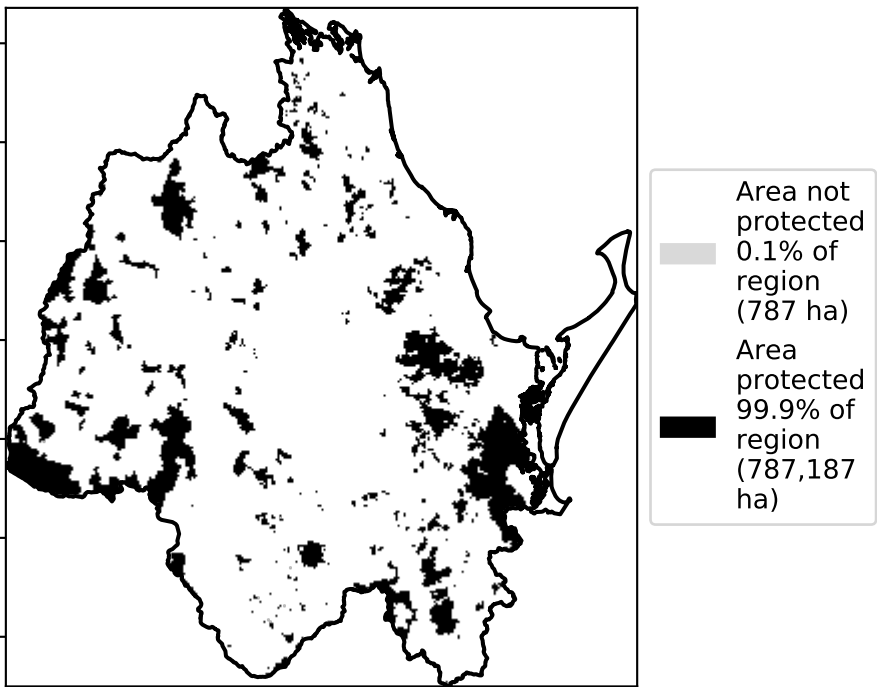 Area not
protected
0.1% of
region
(787 ha)
Area
protected
99.9% of
region
(787,187
ha)